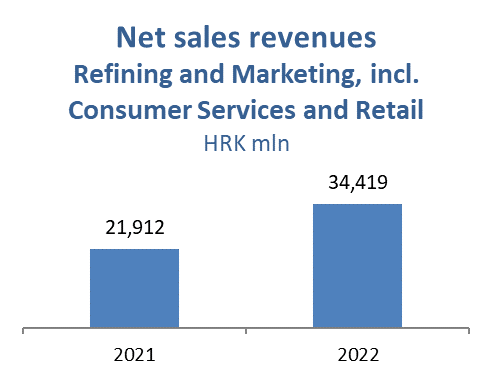 Net sales revenues
Refining and Marketing, incl.
Consumer Services and Retail
HRK mln
34,419
21,912
2021
2022